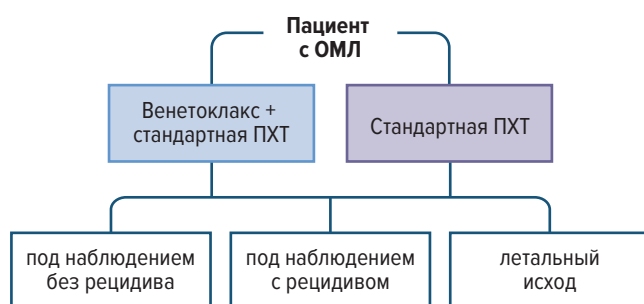 Пациент
с ОМЛ
Венетоклакс +
стандартная ПХТ
Стандартная ПХТ
под наблюдением
без рецидива
под наблюдением
с рецидивом
летальный
исход